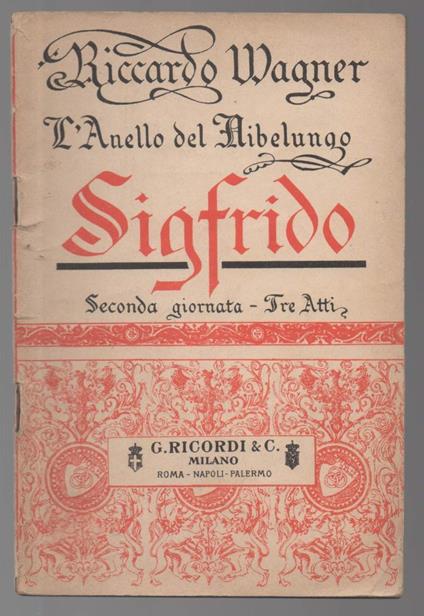 Riccardo Wagner
L'Anello del Nibelungo
Sigfrido
Seconda giornata - Tre Atti
G. RICORDI & C.
MILANO
ROMA - NAPOLI - PALERMO